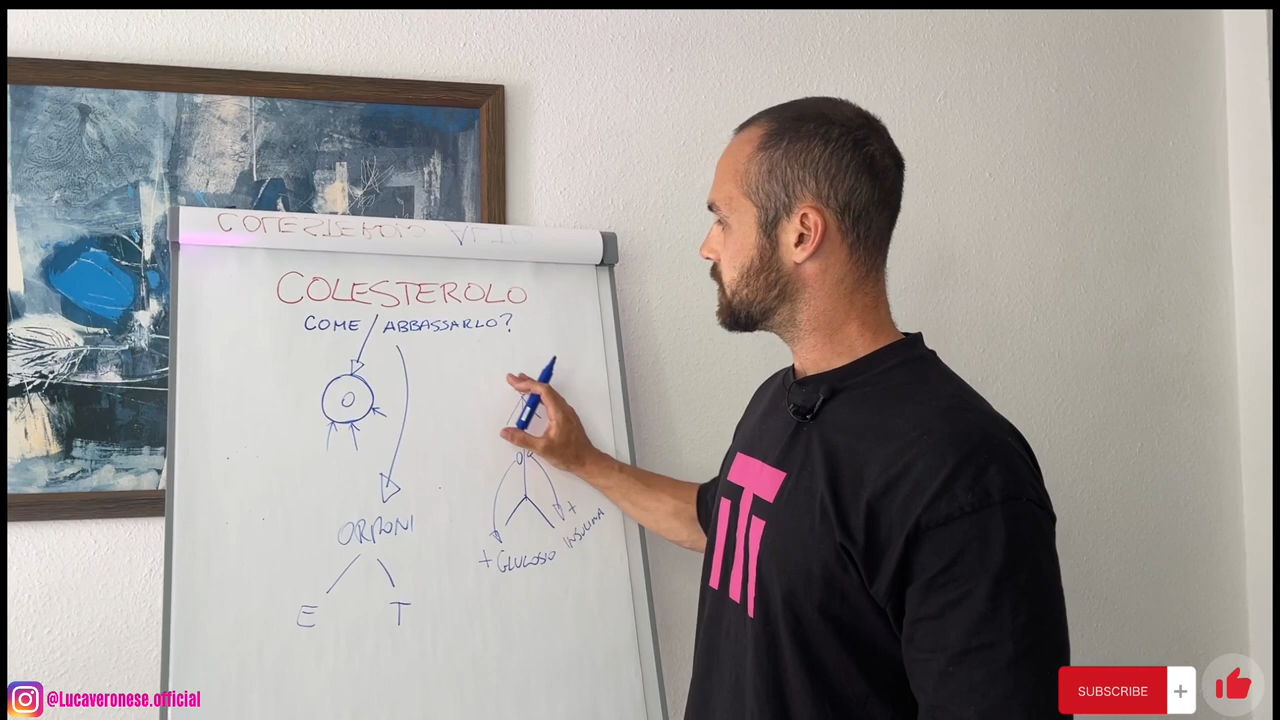 COLESTEROLO
COME ABBASSARLO?
O
ORMONI
E T
+ GLUCOSIO
+ INSULINA
@Lucaveronese.official
SUBSCRIBE
+